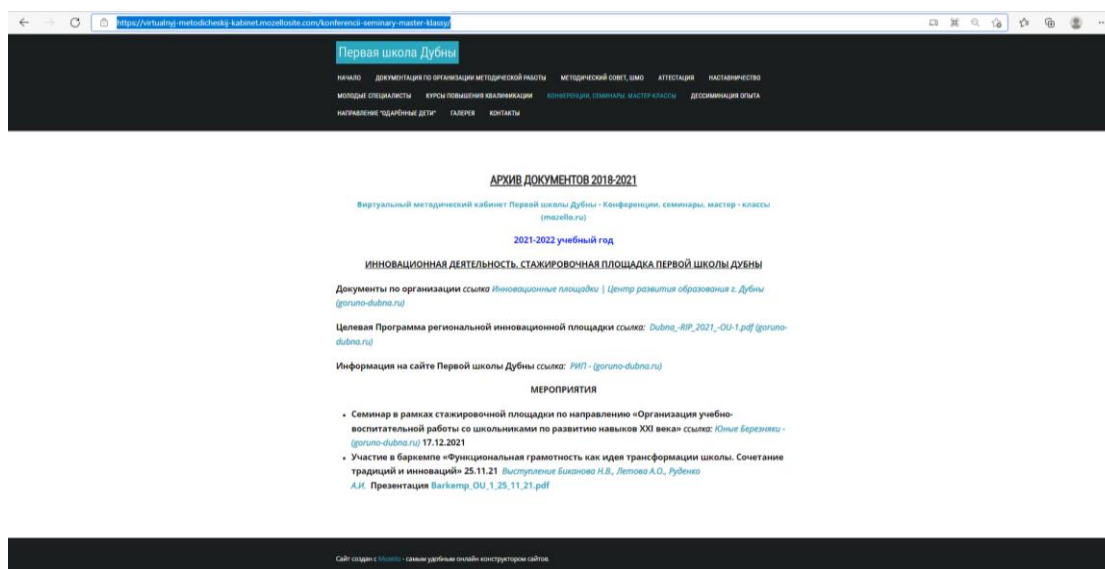 https://virtualnyj-metodicheskij-kabinet.mozellosite.com/konferencii-seminary-master-klassy/
Первая школа Дубны
НАЧАЛО ДОКУМЕНТАЦИЯ ПО ОРГАНИЗАЦИИ МЕТОДИЧЕСКОЙ РАБОТЫ МЕТОДИЧЕСКИЙ СОВЕТ, ШМО АТТЕСТАЦИЯ НАСТАВНИЧЕСТВО
МОЛОДЫЕ СПЕЦИАЛИСТЫ КУРСЫ ПОВЫШЕНИЯ КВАЛИФИКАЦИИ КОНФЕРЕНЦИИ, СЕМИНАРЫ, МАСТЕР-КЛАССЫ ДЕССИМИНАЦИЯ ОПЫТА
НАПРАВЛЕНИЕ "ОДАРЁННЫЕ ДЕТИ" ГАЛЕРЕЯ КОНТАКТЫ
АРХИВ ДОКУМЕНТОВ 2018-2021
Виртуальный методический кабинет Первой школы Дубны - Конференции, семинары, мастер - классы
(mozello.ru)
2021-2022 учебный год
ИННОВАЦИОННАЯ ДЕЯТЕЛЬНОСТЬ. СТАЖИРОВОЧНАЯ ПЛОЩАДКА ПЕРВОЙ ШКОЛЫ ДУБНЫ
Документы по организации ссылка Инновационные площадки | Центр развития образования г. Дубны
(goruno-dubna.ru)
Целевая Программа региональной инновационной площадки ссылка: Dubna_-RIP_2021_-OU-1.pdf (goruno-
dubna.ru)
Информация на сайте Первой школы Дубны ссылка: РИП - (goruno-dubna.ru)
МЕРОПРИЯТИЯ
• Семинар в рамках стажировочной площадки по направлению «Организация учебно-
воспитательной работы со школьниками по развитию навыков XXI века» ссылка: Юные Березняки -
(goruno-dubna.ru) 17.12.2021
• Участие в баркемпе «Функциональная грамотность как идея трансформации школы. Сочетание
традиций и инноваций» 25.11.21 Выступление Биканова Н.В., Летова А.О., Руденко
А.И. Презентация Barkemp_OU_1_25_11_21.pdf
Сайт создан с Mozello - самым удобным онлайн конструктором сайтов.